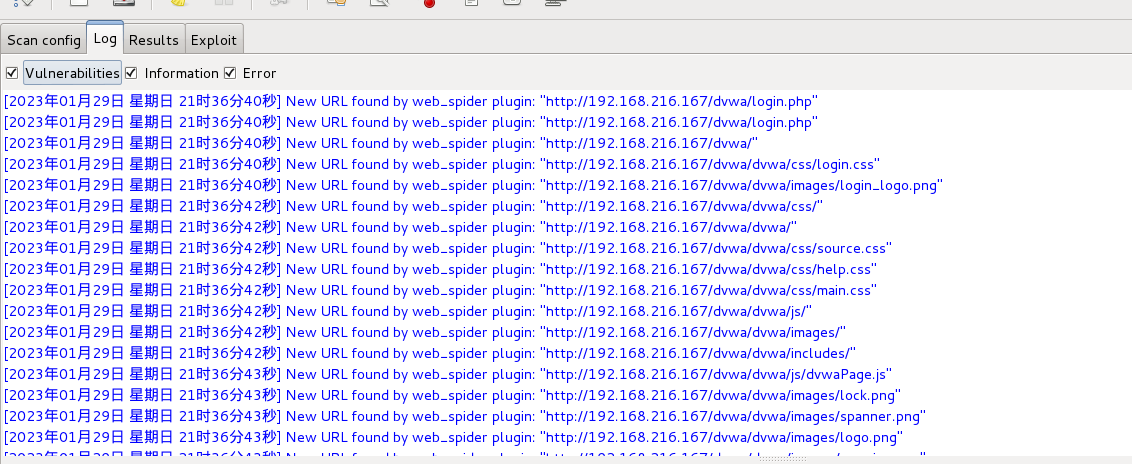 Scan config Log Results Exploit
Vulnerabilities Information Error
[2023年01月29日 星期日 21时36分40秒] New URL found by web_spider plugin: "http://192.168.216.167/dvwa/login.php"
[2023年01月29日 星期日 21时36分40秒] New URL found by web_spider plugin: "http://192.168.216.167/dvwa/login.php"
[2023年01月29日 星期日 21时36分40秒] New URL found by web_spider plugin: "http://192.168.216.167/dvwa/"
[2023年01月29日 星期日 21时36分40秒] New URL found by web_spider plugin: "http://192.168.216.167/dvwa/dvwa/css/login.css"
[2023年01月29日 星期日 21时36分40秒] New URL found by web_spider plugin: "http://192.168.216.167/dvwa/dvwa/images/login_logo.png"
[2023年01月29日 星期日 21时36分42秒] New URL found by web_spider plugin: "http://192.168.216.167/dvwa/dvwa/css/"
[2023年01月29日 星期日 21时36分42秒] New URL found by web_spider plugin: "http://192.168.216.167/dvwa/dvwa/"
[2023年01月29日 星期日 21时36分42秒] New URL found by web_spider plugin: "http://192.168.216.167/dvwa/dvwa/css/source.css"
[2023年01月29日 星期日 21时36分42秒] New URL found by web_spider plugin: "http://192.168.216.167/dvwa/dvwa/css/help.css"
[2023年01月29日 星期日 21时36分42秒] New URL found by web_spider plugin: "http://192.168.216.167/dvwa/dvwa/css/main.css"
[2023年01月29日 星期日 21时36分42秒] New URL found by web_spider plugin: "http://192.168.216.167/dvwa/dvwa/js/"
[2023年01月29日 星期日 21时36分42秒] New URL found by web_spider plugin: "http://192.168.216.167/dvwa/dvwa/images/"
[2023年01月29日 星期日 21时36分42秒] New URL found by web_spider plugin: "http://192.168.216.167/dvwa/dvwa/includes/"
[2023年01月29日 星期日 21时36分43秒] New URL found by web_spider plugin: "http://192.168.216.167/dvwa/dvwa/js/dvwaPage.js"
[2023年01月29日 星期日 21时36分43秒] New URL found by web_spider plugin: "http://192.168.216.167/dvwa/dvwa/images/lock.png"
[2023年01月29日 星期日 21时36分43秒] New URL found by web_spider plugin: "http://192.168.216.167/dvwa/dvwa/images/spanner.png"
[2023年01月29日 星期日 21时36分43秒] New URL found by web_spider plugin: "http://192.168.216.167/dvwa/dvwa/images/logo.png"